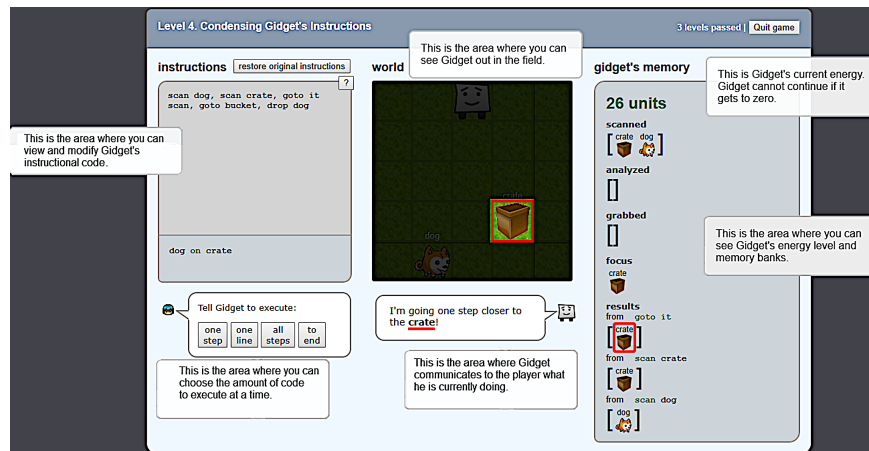 Level 4. Condensing Gidget's Instructions
3 levels passed | Quit game
instructions
restore original instructions
?
scan dog, scan crate, goto it
scan, goto bucket, drop dog
This is the area where you can
view and modify Gidget's
instructional code.
dog on crate
Tell Gidget to execute:
one
step
one
line
all
steps
to
end
This is the area where you can
choose the amount of code
to execute at a time.
world
This is the area where you can
see Gidget out in the field.
crate
dog
I'm going one step closer to
the crate!
This is the area where Gidget
communicates to the player what
he is currently doing.
gidget's memory
This is Gidget's current energy.
Gidget cannot continue if it
gets to zero.
26 units
scanned
crate dog
analyzed
grabbed
This is the area where you can
see Gidget's energy level and
memory banks.
focus
crate
results
from goto it
crate
from scan crate
crate
from scan dog
dog